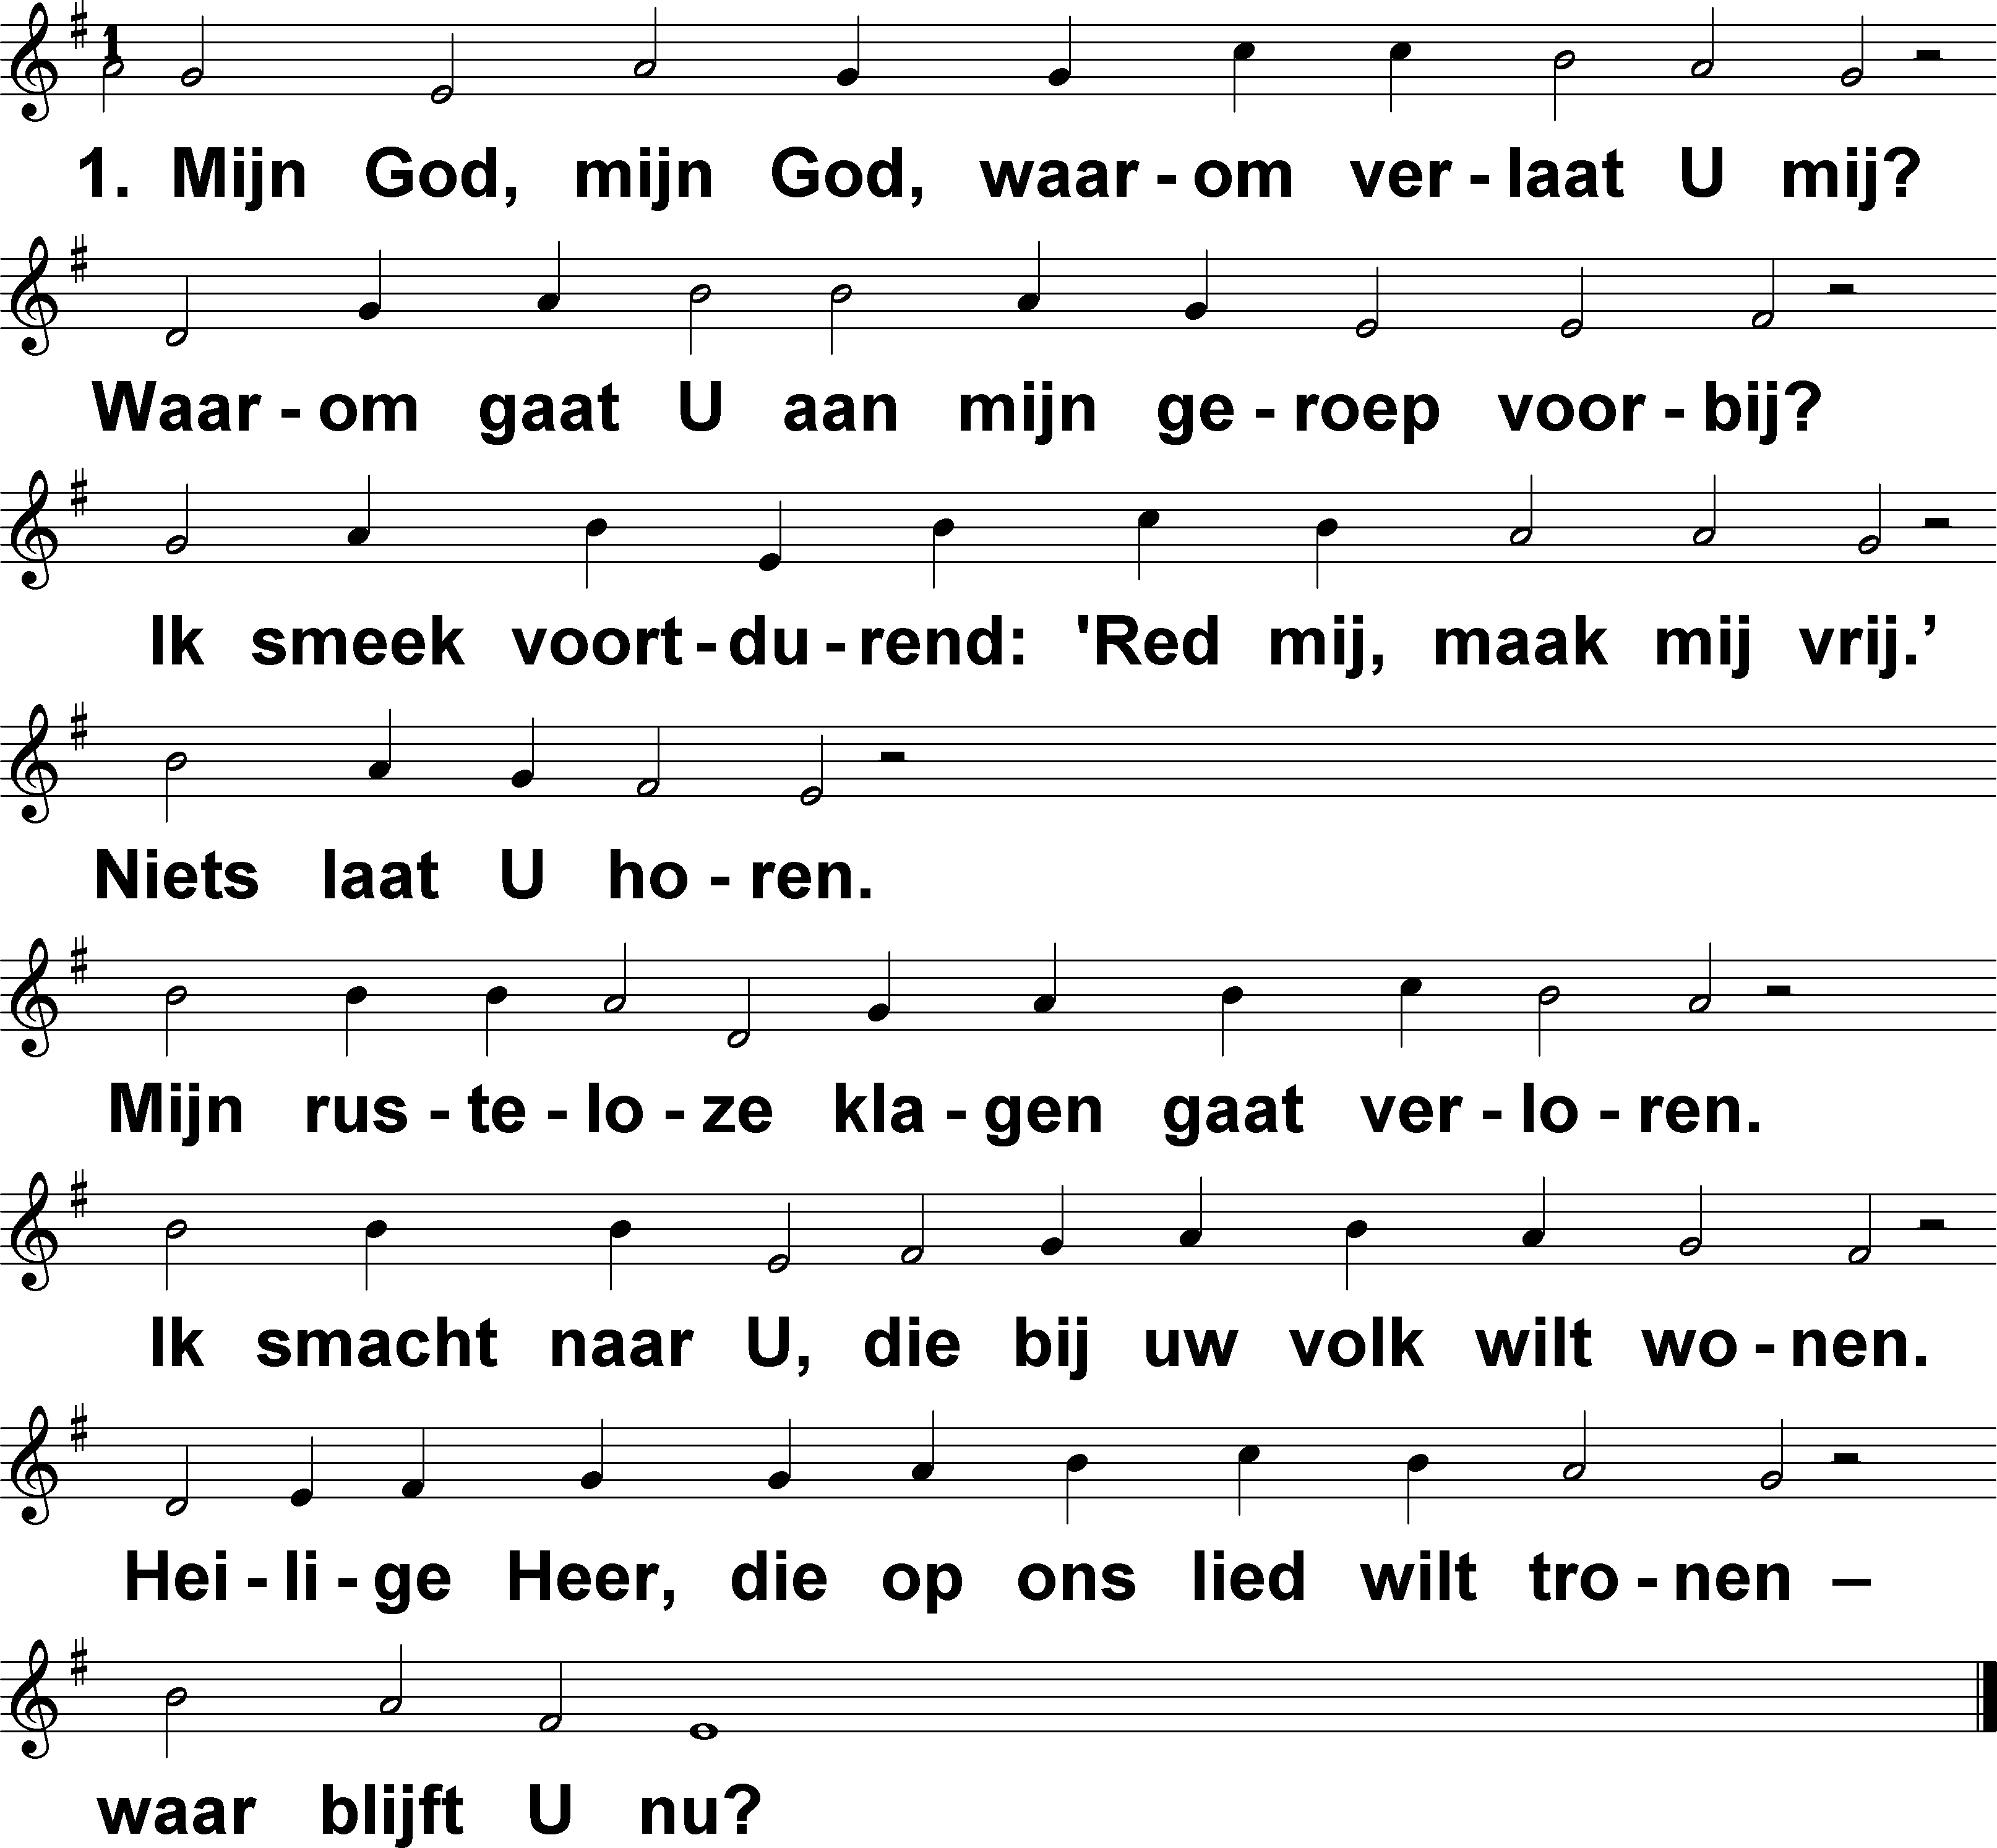 1. Mijn God, mijn God, waar - om ver - laat U mij?
Waar - om gaat U aan mijn ge - roep voor - bij?
Ik smeek voort - du - rend: 'Red mij, maak mij vrij.’
Niets laat U ho - ren.
Mijn rus - te - lo - ze kla - gen gaat ver - lo - ren.
Ik smacht naar U, die bij uw volk wilt wo - nen.
Hei - li - ge Heer, die op ons lied wilt tro - nen –
waar blijft U nu?